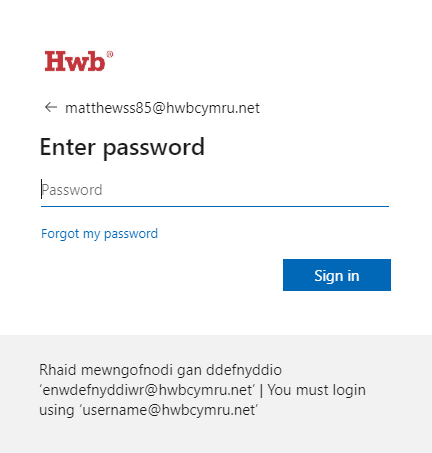 Hwb®
matthewss85@hwbcymru.net
Enter password
Password
Forgot my password
Sign in
Rhaid mewngofnodi gan ddefnyddio
‘enwdefnyddiwr@hwbcymru.net’ | You must login
using ‘username@hwbcymru.net’